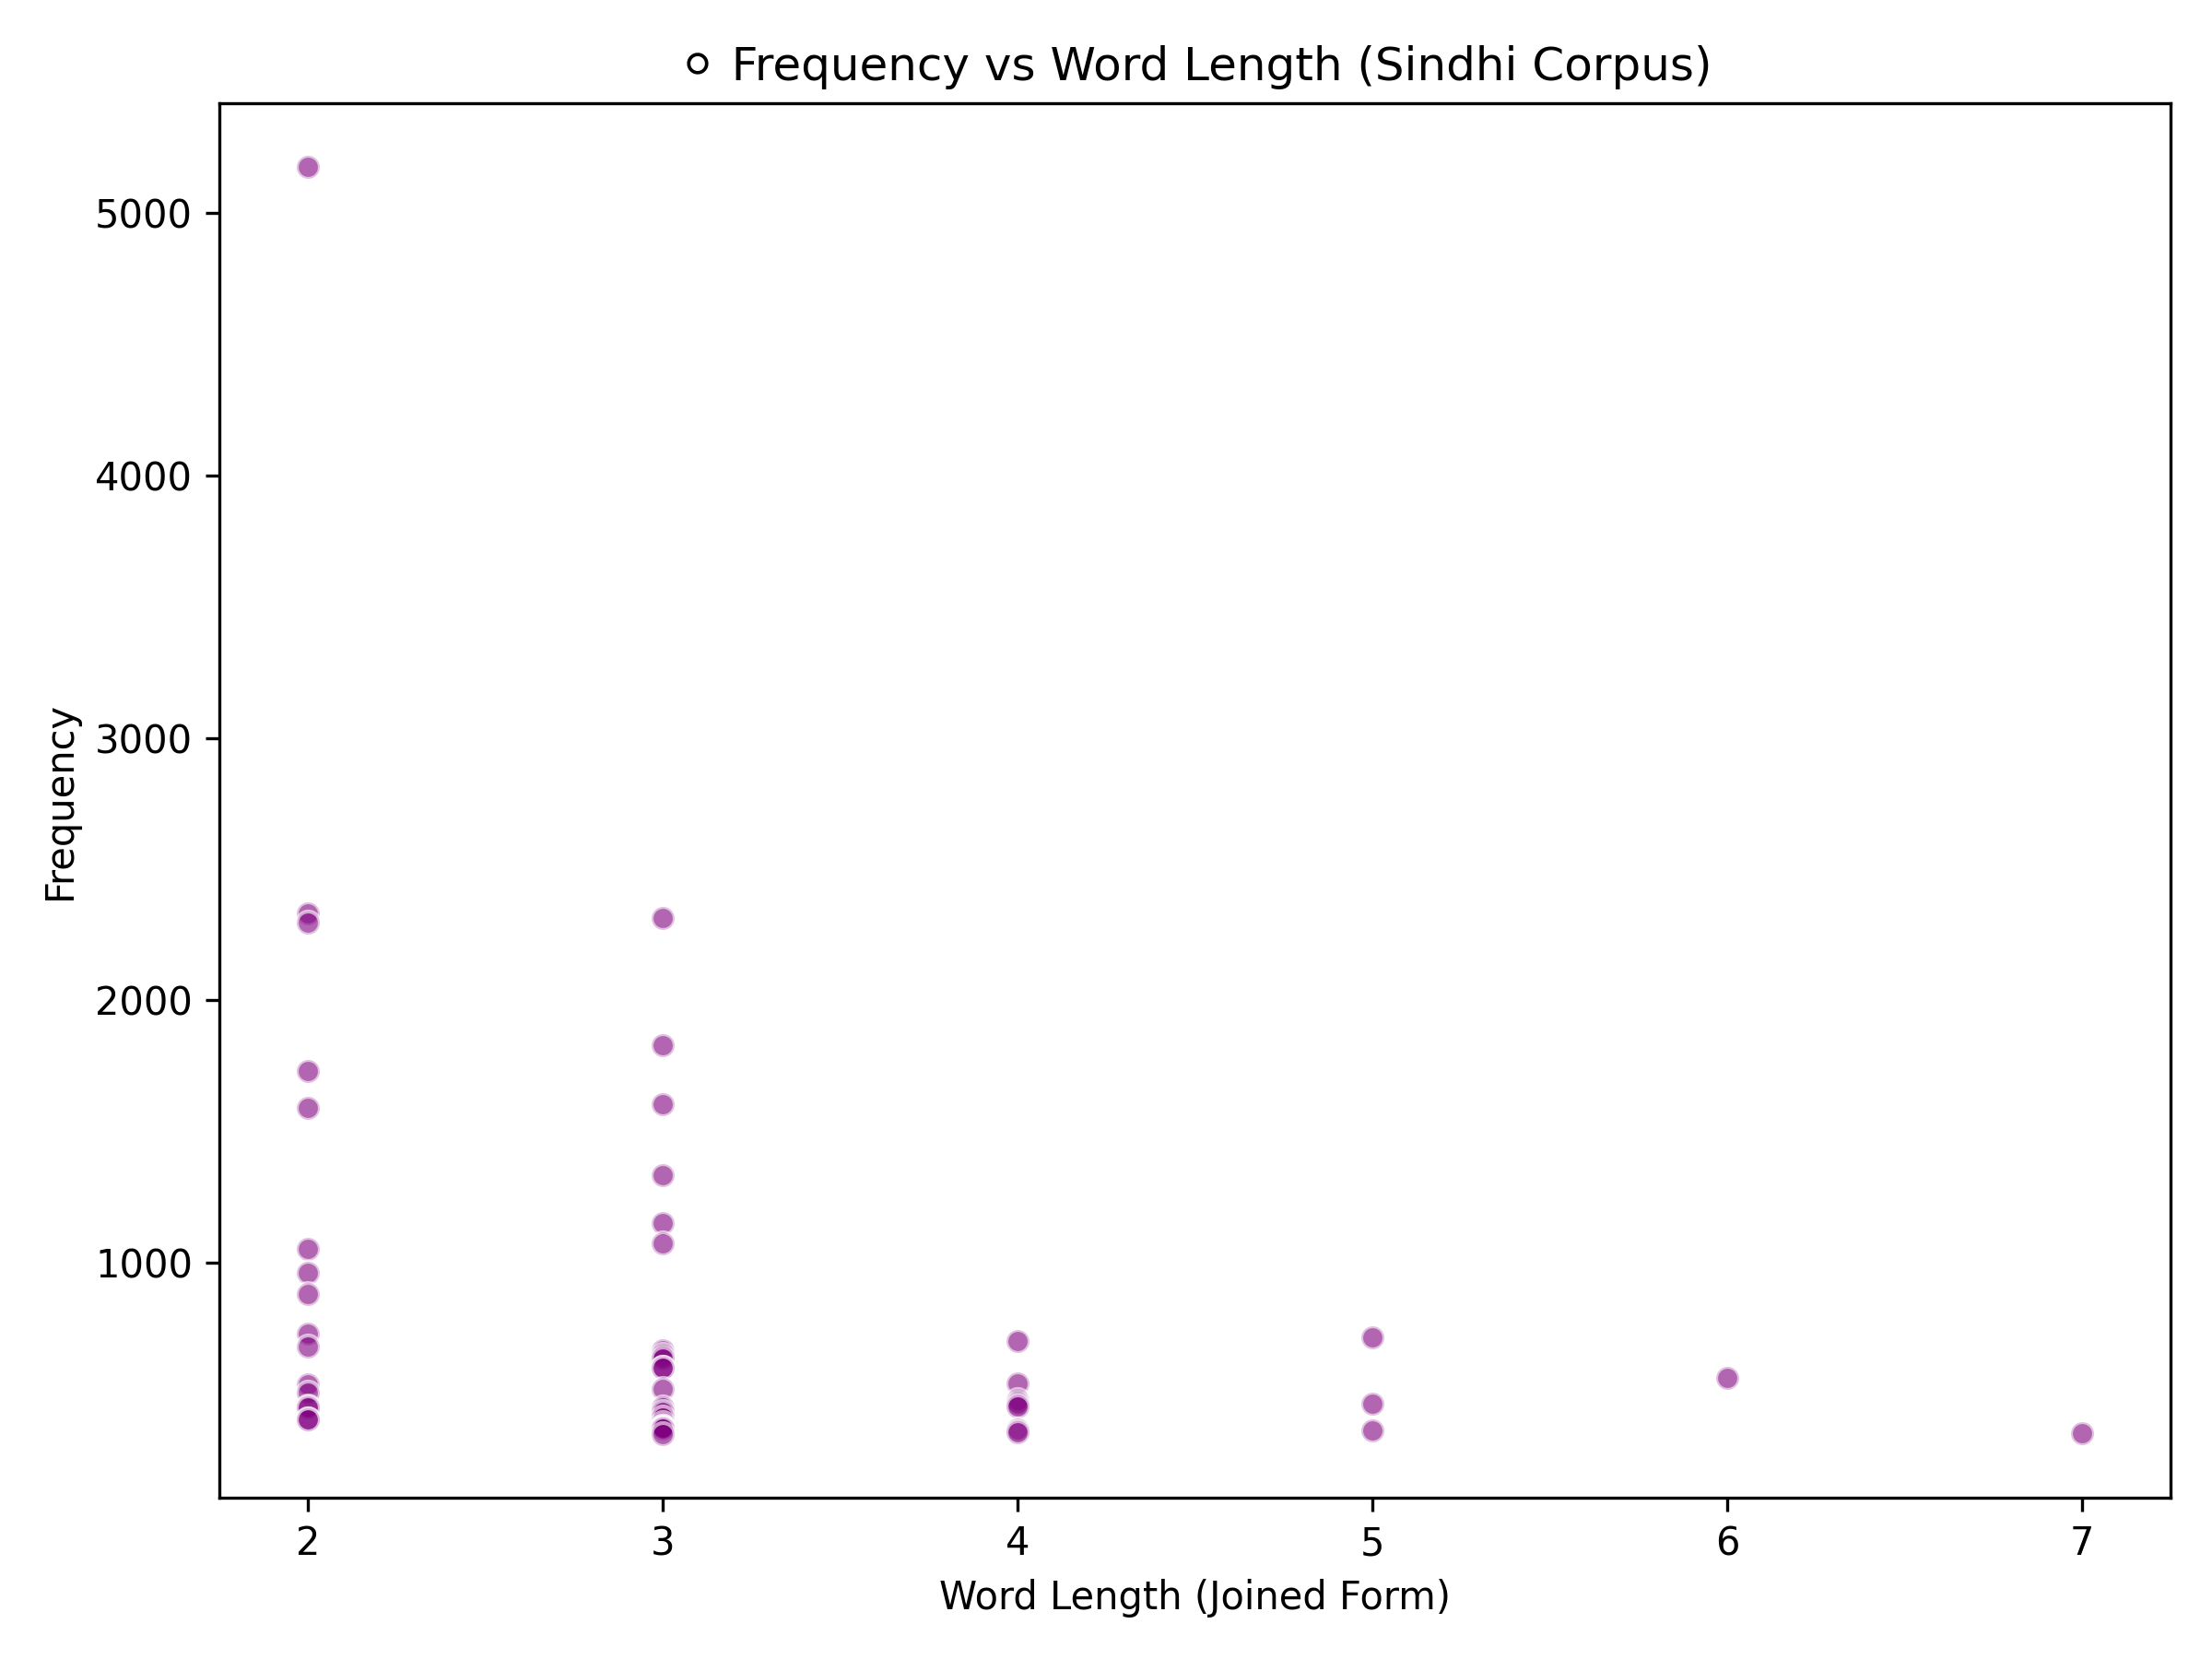 ⚬ Frequency vs Word Length (Sindhi Corpus)
5000
4000
3000
2000
1000
Frequency
2 3 4 5 6 7
Word Length (Joined Form)